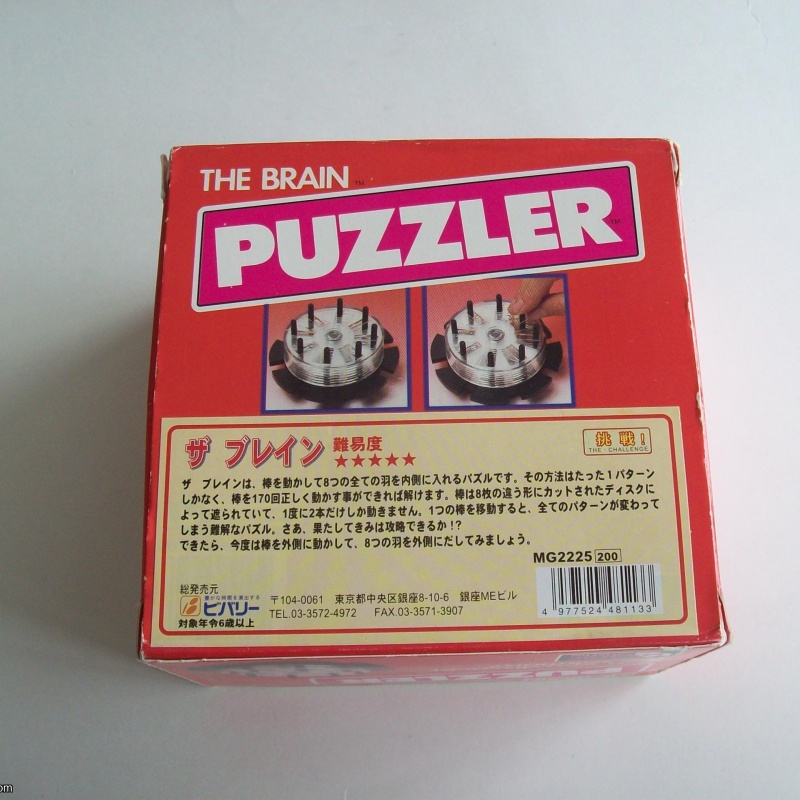 THE BRAIN™
PUZZLER™
ザ ブレイン 難易度
★★★★★
挑戦!
THE・CHALLENGE
ザ ブレインは、棒を動かして8つの全ての羽を内側に入れるパズルです。その方法はたった1パターン
しかなく、棒を170回正しく動かす事ができれば解けます。棒は8枚の違う形にカットされたディスクに
よって遮られていて、1度に2本だけしか動きません。1つの棒を移動すると、全てのパターンが変わって
しまう難解なパズル。さあ、果たしてきみは攻略できるか!?
できたら、今度は棒を外側に動かして、8つの羽を外側にだしてみましょう。
MG2225 200
総発売元
豊かな時間を演出する
ビバリー
対象年令6歳以上
〒104-0061 東京都中央区銀座8-10-6 銀座MEビル
TEL.03-3572-4972 FAX.03-3571-3907
4 977524 481133
PUZZLER
om